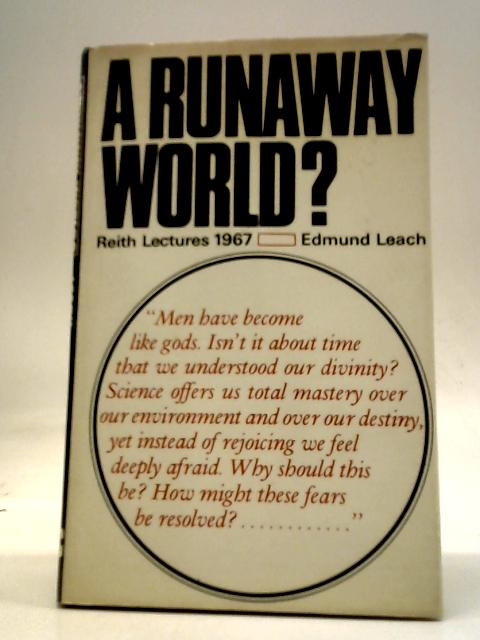 A RUNAWAY
WORLD?
Reith Lectures 1967 Edmund Leach
"Men have become
like gods. Isn't it about time
that we understood our divinity?
Science offers us total mastery over
our environment and over our destiny,
yet instead of rejoicing we feel
deeply afraid. Why should this
be? How might these fears
be resolved? ............"